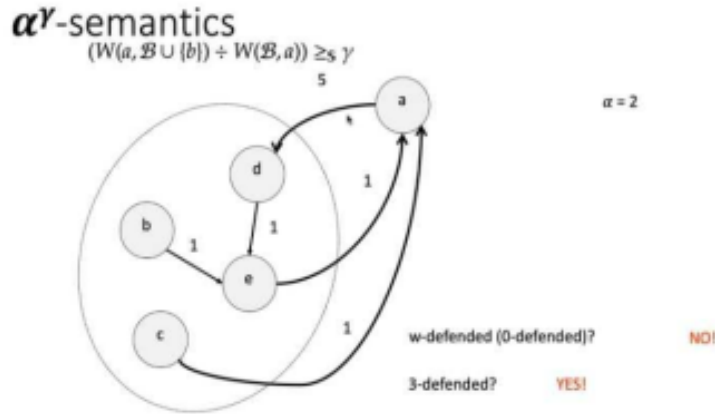 α^γ-semantics
(W(a, ℬ ∪ {b}) ÷ W(ℬ, a)) ≥_S γ
5
a
α = 2
d
1
b
1
1
e
c
1
w-defended (0-defended)? NO!
3-defended? YES!